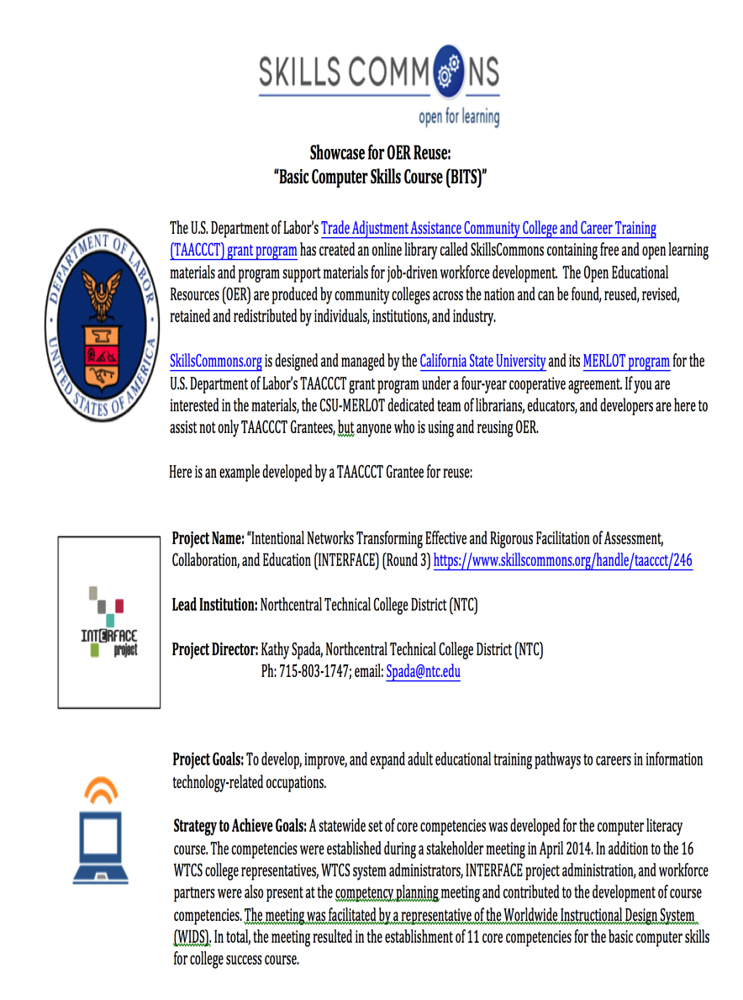 SKILLS COMMONS
open for learning
Showcase for OER Reuse:
“Basic Computer Skills Course (BITS)”
DEPARTMENT OF LABOR
UNITED STATES OF AMERICA
The U.S. Department of Labor’s Trade Adjustment Assistance Community College and Career Training
(TAACCCT) grant program has created an online library called SkillsCommons containing free and open learning
materials and program support materials for job-driven workforce development.  The Open Educational
Resources (OER) are produced by community colleges across the nation and can be found, reused, revised,
retained and redistributed by individuals, institutions, and industry.
SkillsCommons.org is designed and managed by the California State University and its MERLOT program for the
U.S. Department of Labor’s TAACCCT grant program under a four-year cooperative agreement. If you are
interested in the materials, the CSU-MERLOT dedicated team of librarians, educators, and developers are here to
assist not only TAACCCT Grantees, but anyone who is using and reusing OER.
Here is an example developed by a TAACCCT Grantee for reuse:
INTERFACE
project
Project Name: “Intentional Networks Transforming Effective and Rigorous Facilitation of Assessment,
Collaboration, and Education (INTERFACE) (Round 3) https://www.skillscommons.org/handle/taaccct/246
Lead Institution: Northcentral Technical College District (NTC)
Project Director: Kathy Spada, Northcentral Technical College District (NTC)
Ph: 715-803-1747; email: Spada@ntc.edu
Project Goals: To develop, improve, and expand adult educational training pathways to careers in information
technology-related occupations.
Strategy to Achieve Goals: A statewide set of core competencies was developed for the computer literacy
course. The competencies were established during a stakeholder meeting in April 2014. In addition to the 16
WTCS college representatives, WTCS system administrators, INTERFACE project administration, and workforce
partners were also present at the competency planning meeting and contributed to the development of course
competencies. The meeting was facilitated by a representative of the Worldwide Instructional Design System
(WIDS). In total, the meeting resulted in the establishment of 11 core competencies for the basic computer skills
for college success course.